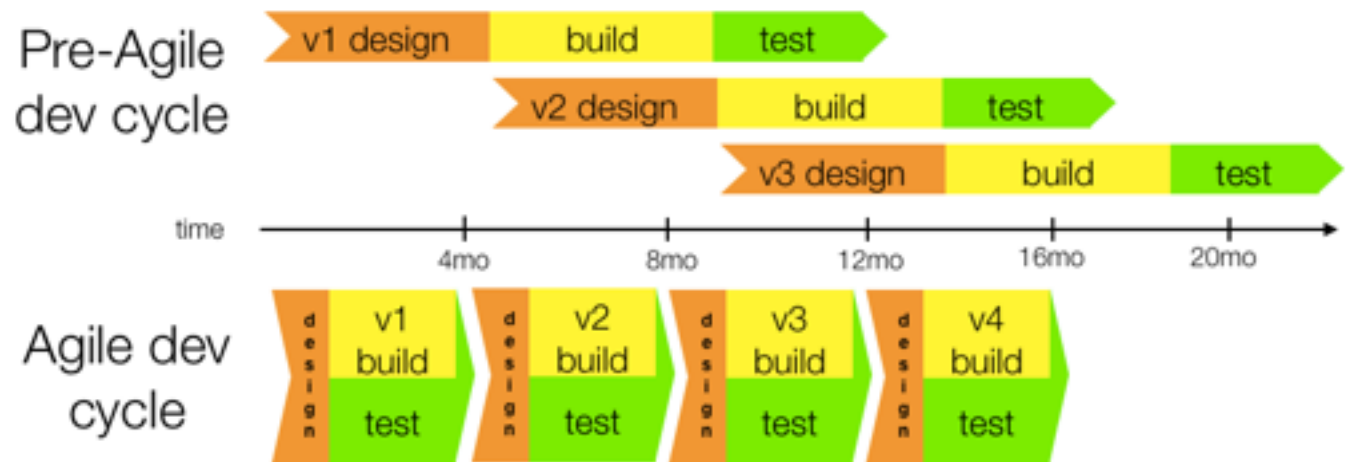 Pre-Agile
dev cycle
v1 design build test
v2 design build test
v3 design build test
time
4mo 8mo 12mo 16mo 20mo
Agile dev
cycle
design
v1
build
test
design
v2
build
test
design
v3
build
test
design
v4
build
test